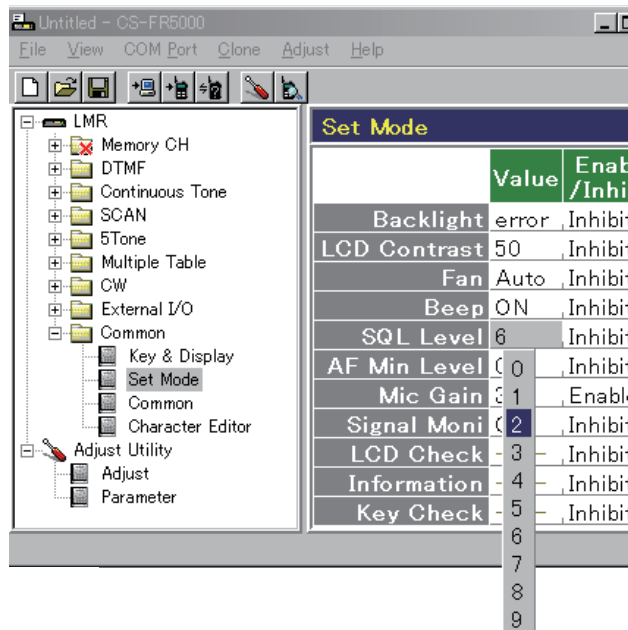 Untitled - CS-FR5000
File View COM Port Clone Adjust Help
LMR
Memory CH
DTMF
Continuous Tone
SCAN
5Tone
Multiple Table
CW
External I/O
Common
Key & Display
Set Mode
Common
Character Editor
Adjust Utility
Adjust
Parameter
Set Mode
Value
Backlight error
LCD Contrast 50
Fan Auto
Beep ON
SQL Level 6
AF Min Level
Mic Gain
Signal Moni
LCD Check - -
Information - -
Key Check - -
0
1
2
3
4
5
6
7
8
9